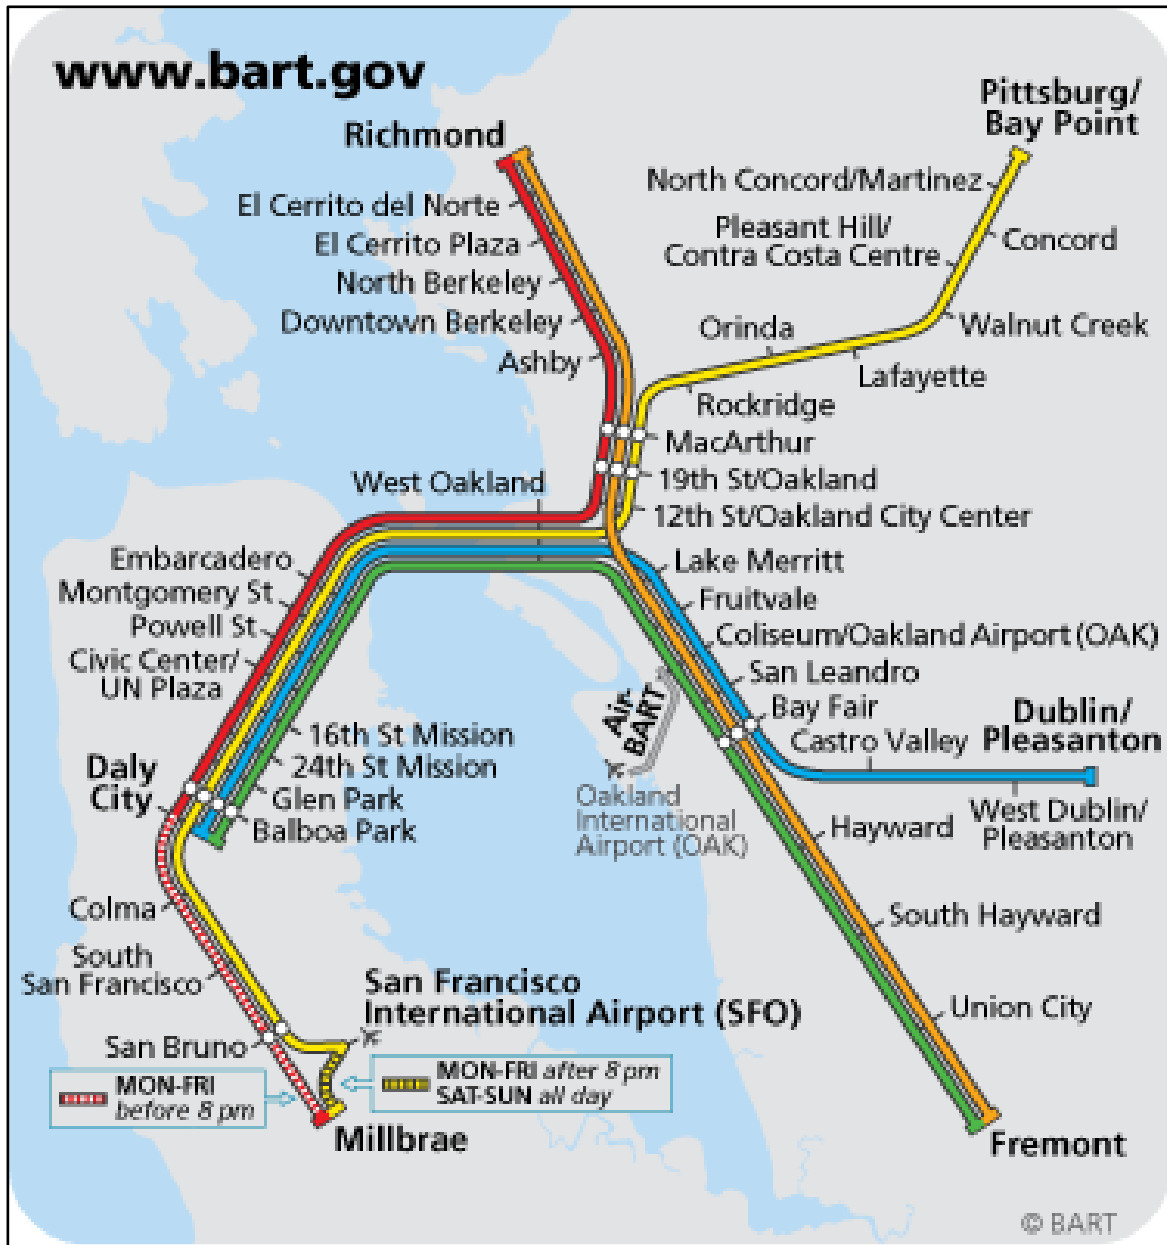 www.bart.gov
Pittsburg/
Bay Point
Richmond
North Concord/Martinez
El Cerrito del Norte
Pleasant Hill/
Contra Costa Centre
Concord
El Cerrito Plaza
North Berkeley
Downtown Berkeley
Orinda
Walnut Creek
Ashby
Lafayette
Rockridge
MacArthur
West Oakland
19th St/Oakland
12th St/Oakland City Center
Embarcadero
Lake Merritt
Montgomery St
Fruitvale
Powell St
Coliseum/Oakland Airport (OAK)
Civic Center/
UN Plaza
San Leandro
Air-
BART
Bay Fair
Dublin/
Pleasanton
16th St Mission
Castro Valley
24th St Mission
Daly
City
Glen Park
Oakland
International
Airport (OAK)
West Dublin/
Pleasanton
Balboa Park
Hayward
Colma
South Hayward
South
San Francisco
San Francisco
International Airport (SFO)
Union City
San Bruno
MON-FRI
before 8 pm
MON-FRI after 8 pm
SAT-SUN all day
Millbrae
Fremont
© BART